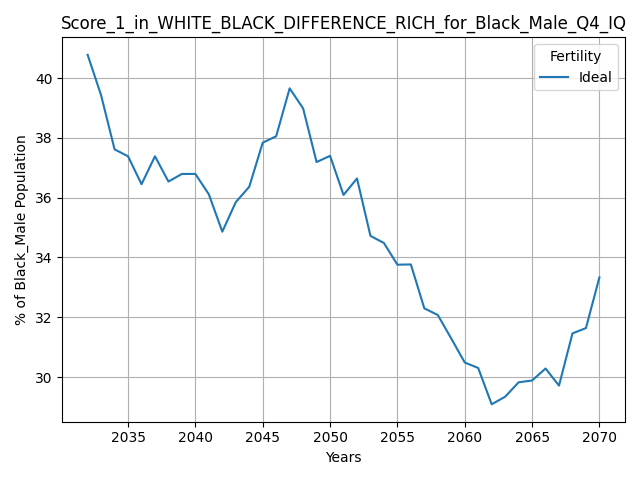 Score_1_in_WHITE_BLACK_DIFFERENCE_RICH_for_Black_Male_Q4_IQ
Fertility
Ideal
40
38
36
34
32
30
% of Black_Male Population
2035 2040 2045 2050 2055 2060 2065 2070
Years